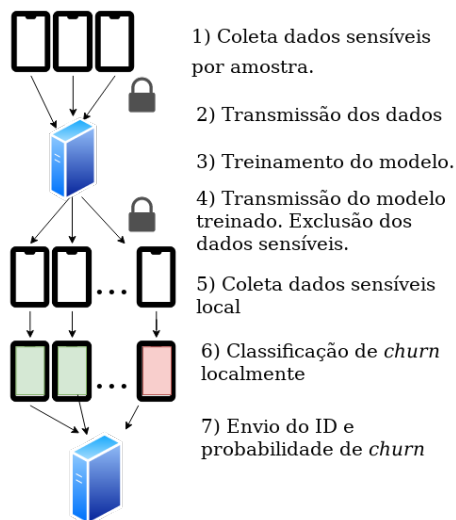 1) Coleta dados sensíveis
por amostra.
2) Transmissão dos dados
3) Treinamento do modelo.
4) Transmissão do modelo
treinado. Exclusão dos
dados sensíveis.
5) Coleta dados sensíveis
local
6) Classificação de churn
localmente
7) Envio do ID e
probabilidade de churn